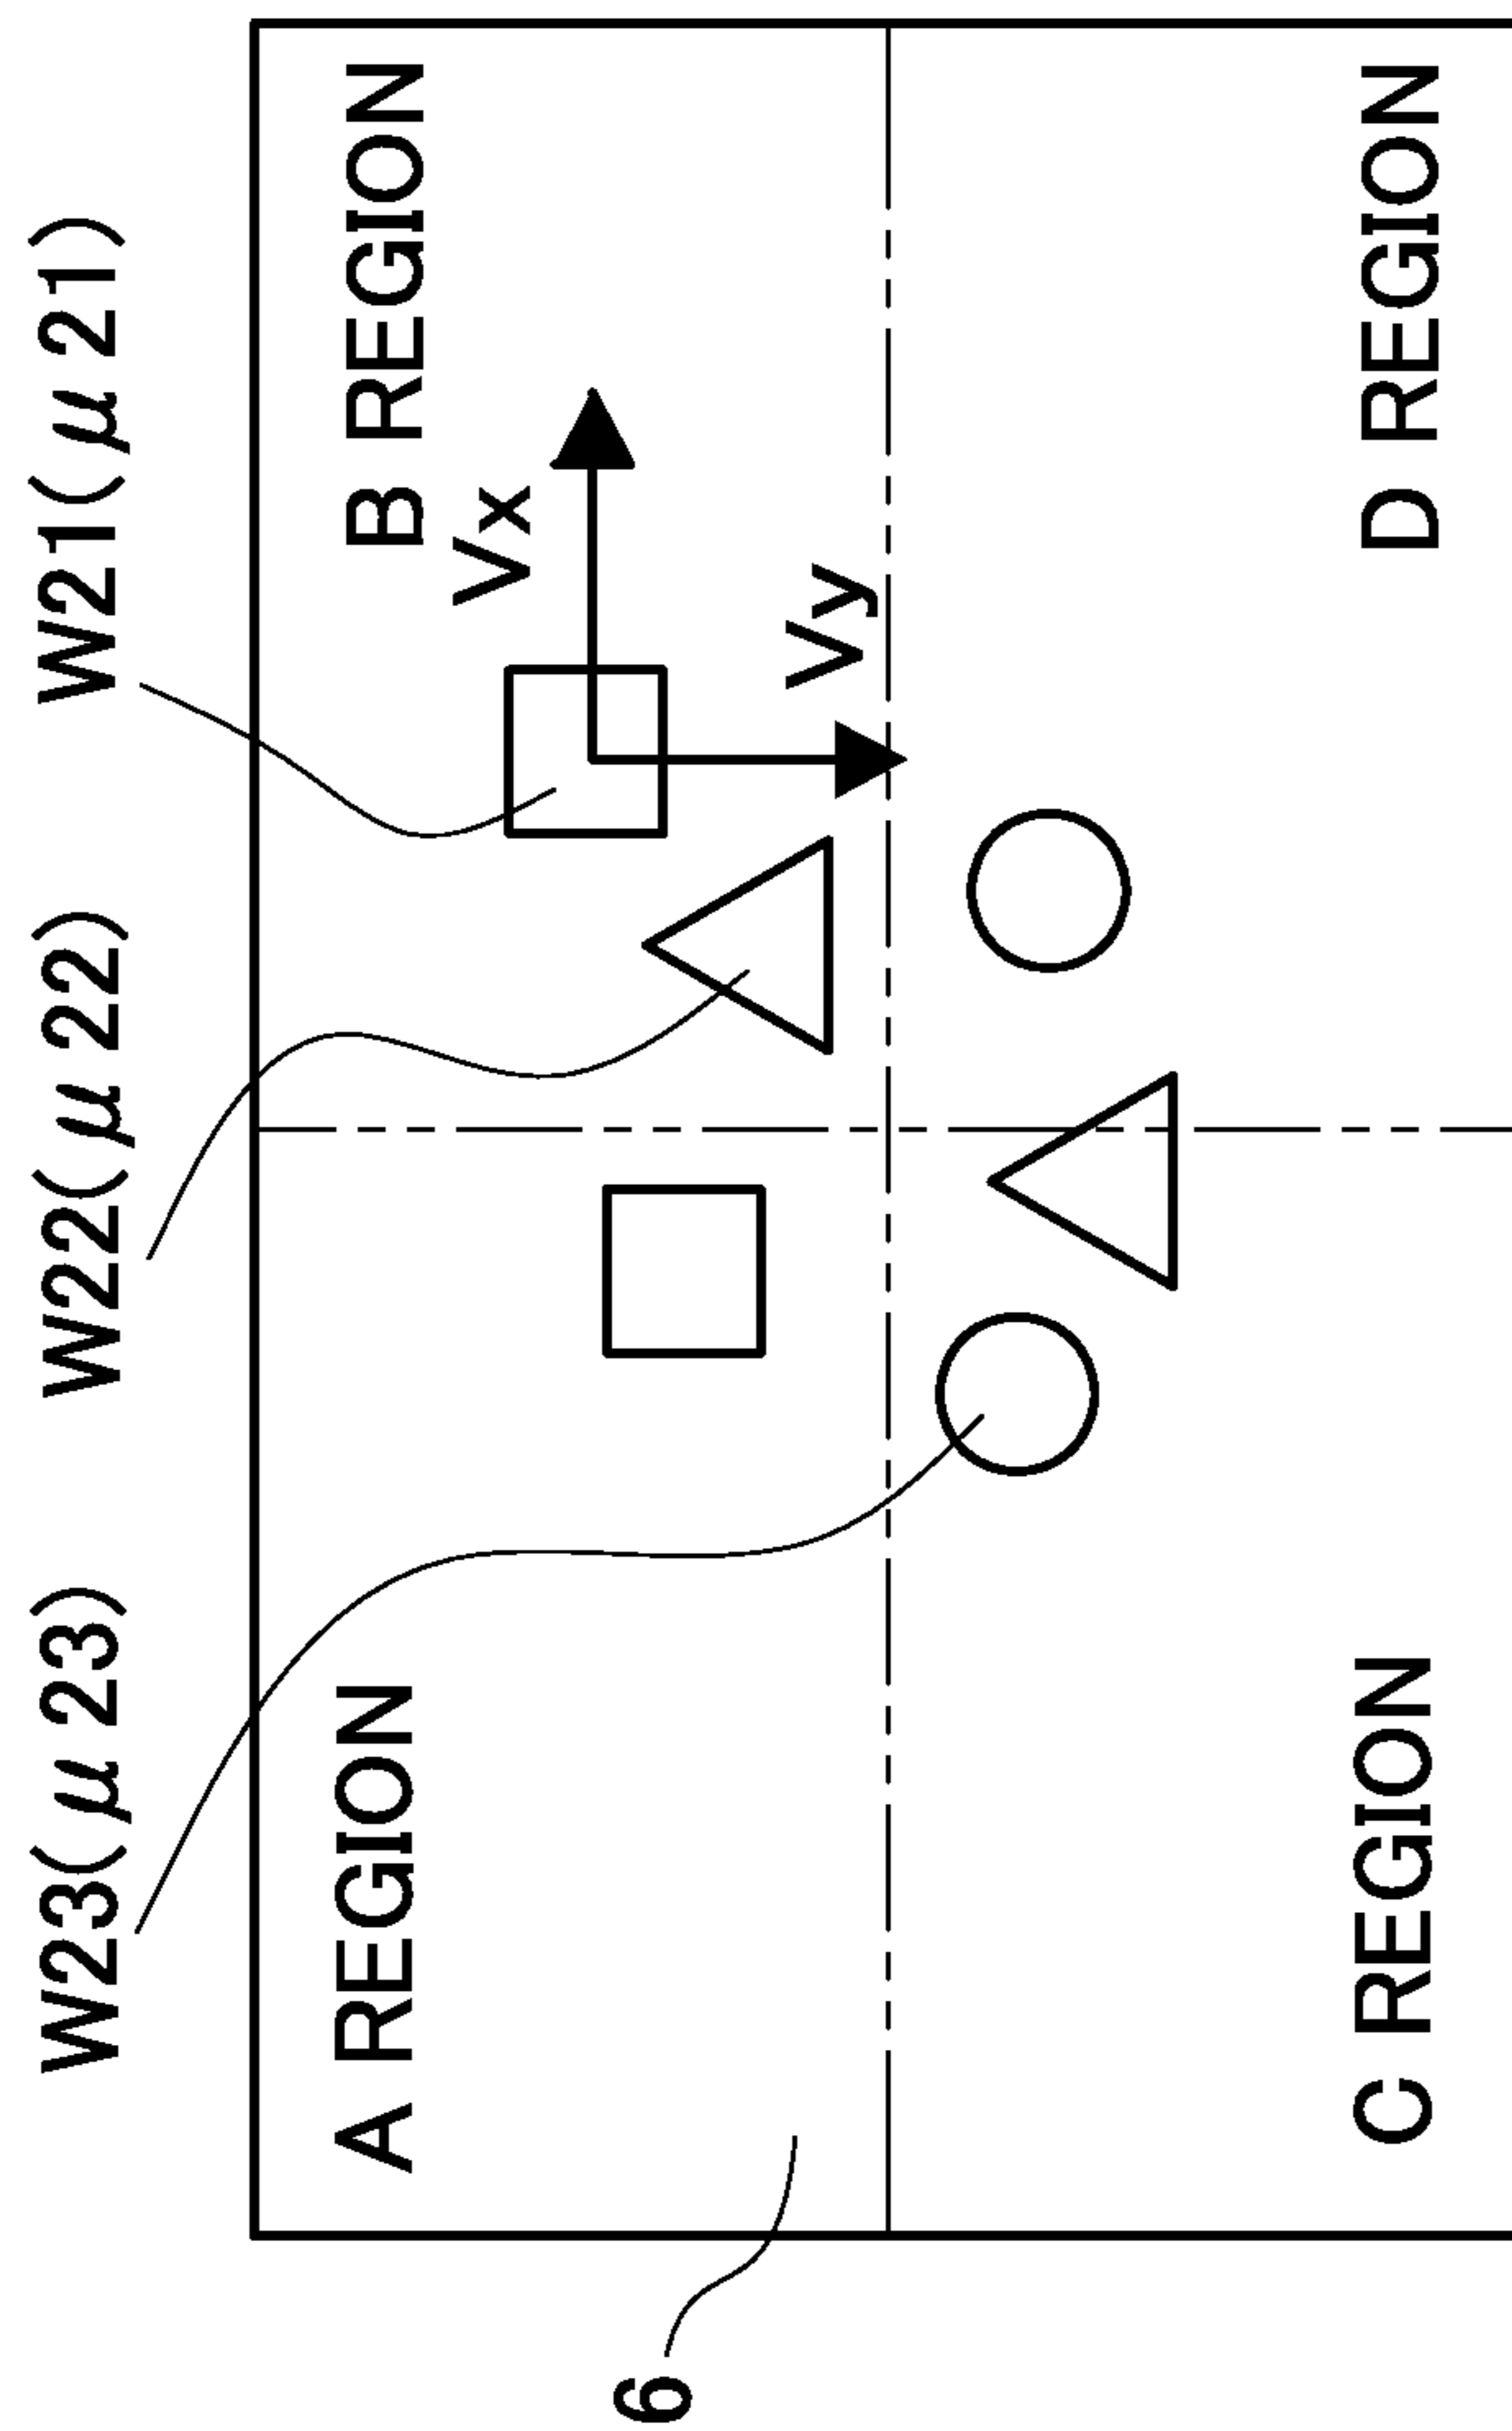 W23(μ23)
W22(μ22)
W21(μ21)
A REGION
B REGION
Vx
Vy
6
C REGION
D REGION